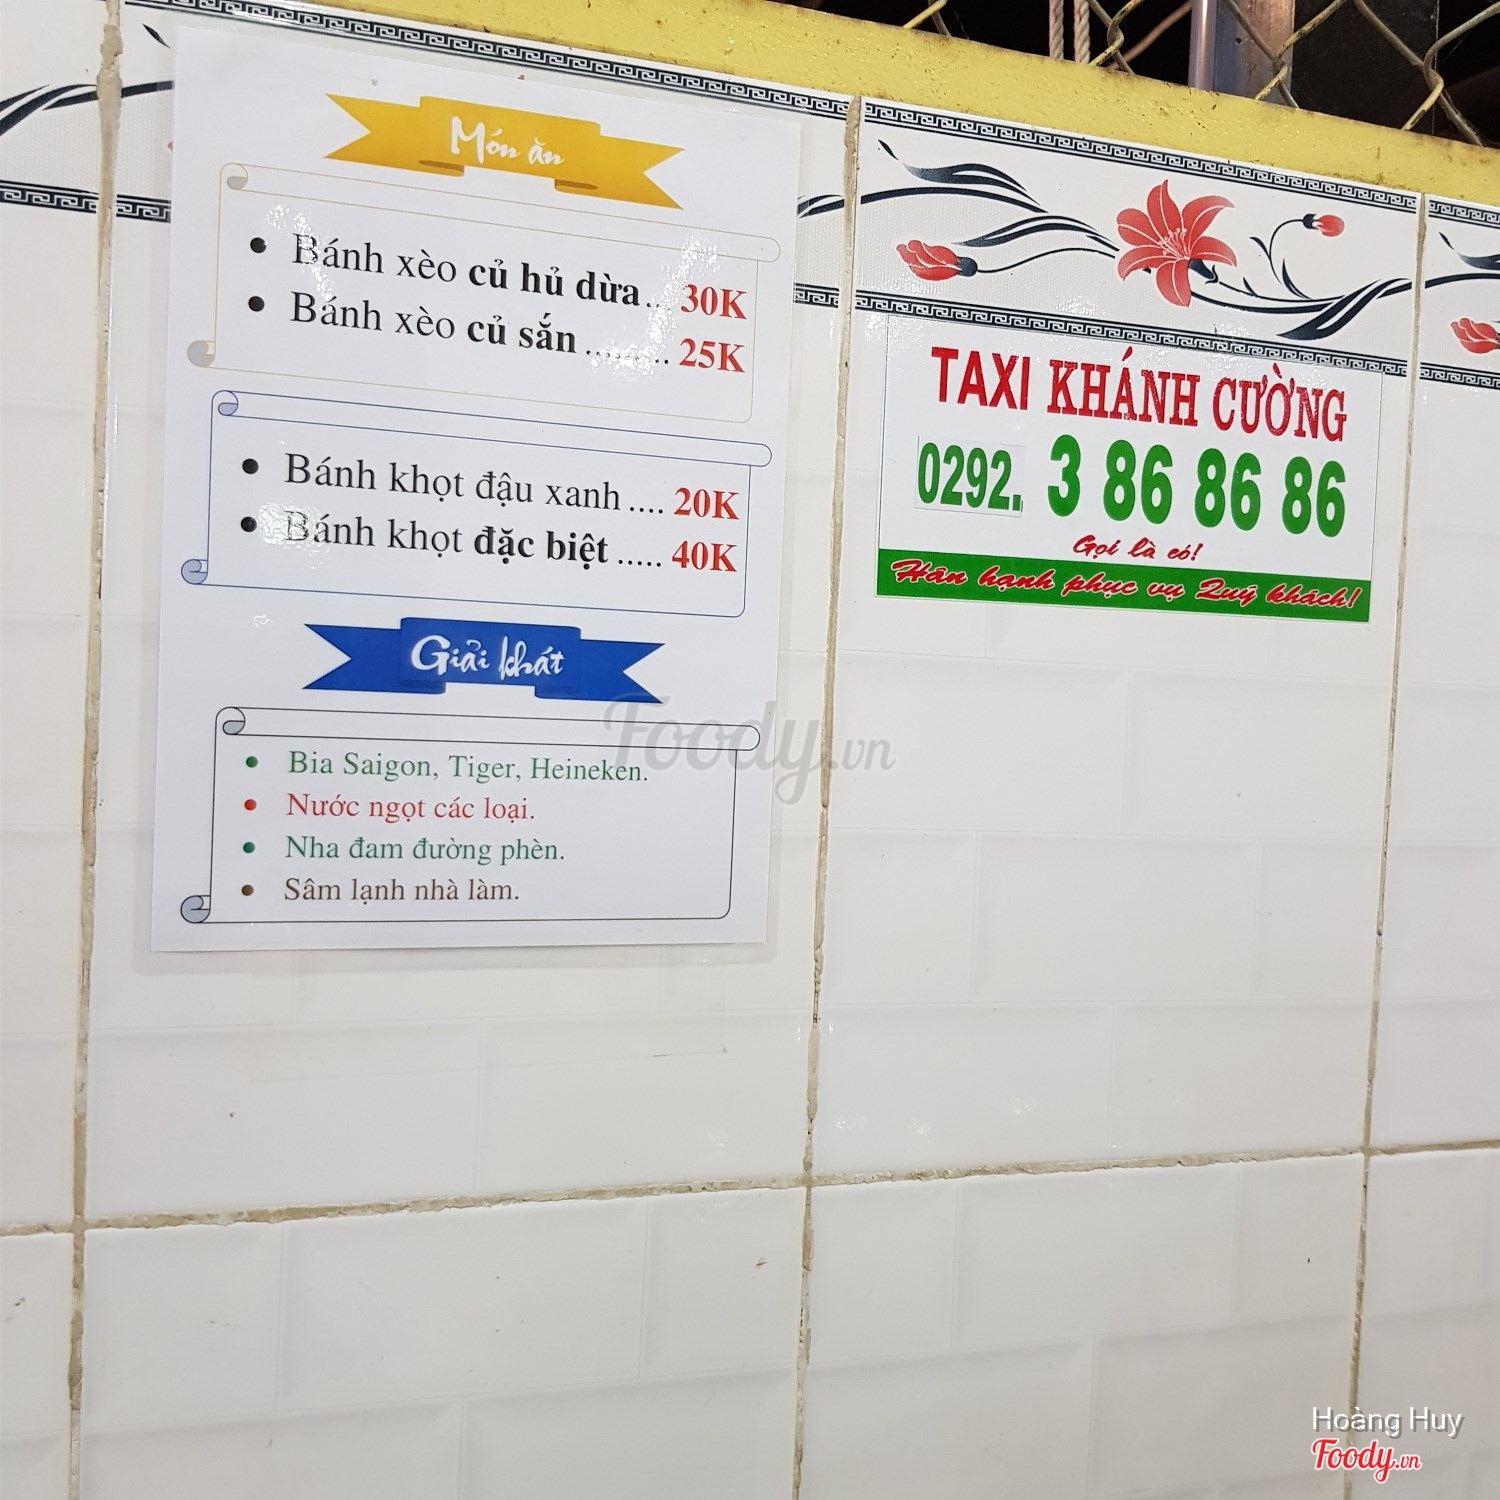 Món ăn
• Bánh xèo củ hủ dừa... 30K
• Bánh xèo củ sắn......... 25K
• Bánh khọt đậu xanh.... 20K
• Bánh khọt đặc biệt..... 40K
Giải khát
• Bia Saigon, Tiger, Heineken.
• Nước ngọt các loại.
• Nha đam đường phèn.
• Sâm lạnh nhà làm.
TAXI KHÁNH CƯỜNG
0292. 3 86 86 86
Gọi là có!
Hân hạnh phục vụ Quý khách!
Foody.vn
Hoàng Huy
Foody.vn